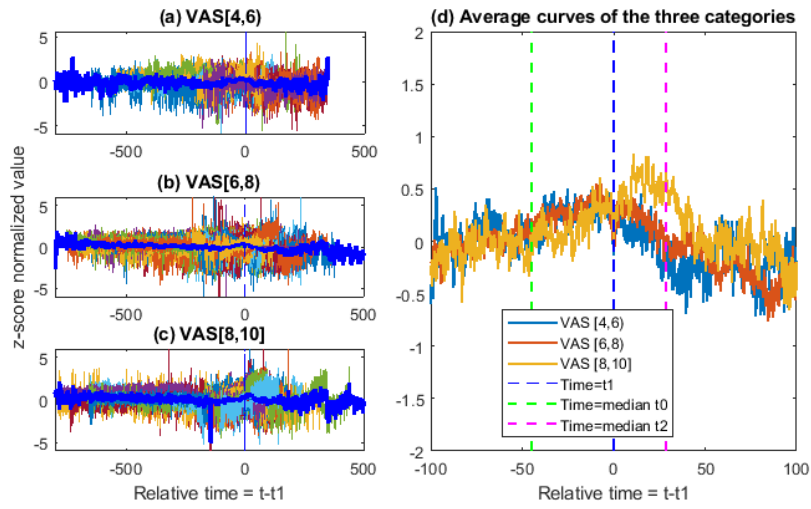 (a) VAS[4,6)
5
0
-5
-500
0
500
(b) VAS[6,8)
5
0
-5
-500
0
500
(c) VAS[8,10]
5
0
-5
-500
0
500
Relative time = t-t1
z-score normalized value
(d) Average curves of the three categories
2
1.5
1
0.5
0
-0.5
-1
-1.5
-2
VAS [4,6)
VAS [6,8)
VAS [8,10]
Time=t1
Time=median t0
Time=median t2
-100
-50
0
50
100
Relative time = t-t1